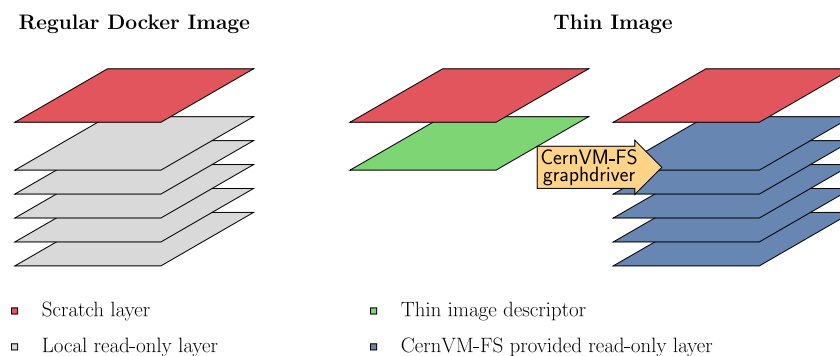 Regular Docker Image
Thin Image
CernVM-FS
graphdriver
Scratch layer
Thin image descriptor
Local read-only layer
CernVM-FS provided read-only layer